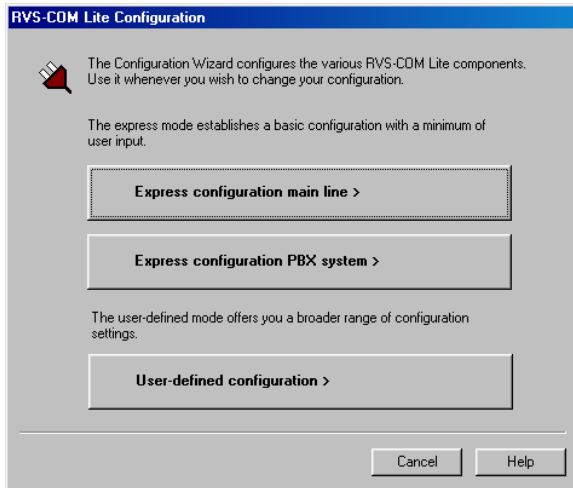 RVS-COM Lite Configuration
The Configuration Wizard configures the various RVS-COM Lite components.
Use it whenever you wish to change your configuration.
The express mode establishes a basic configuration with a minimum of
user input.
Express configuration main line >
Express configuration PBX system >
The user-defined mode offers you a broader range of configuration
settings.
User-defined configuration >
Cancel
Help